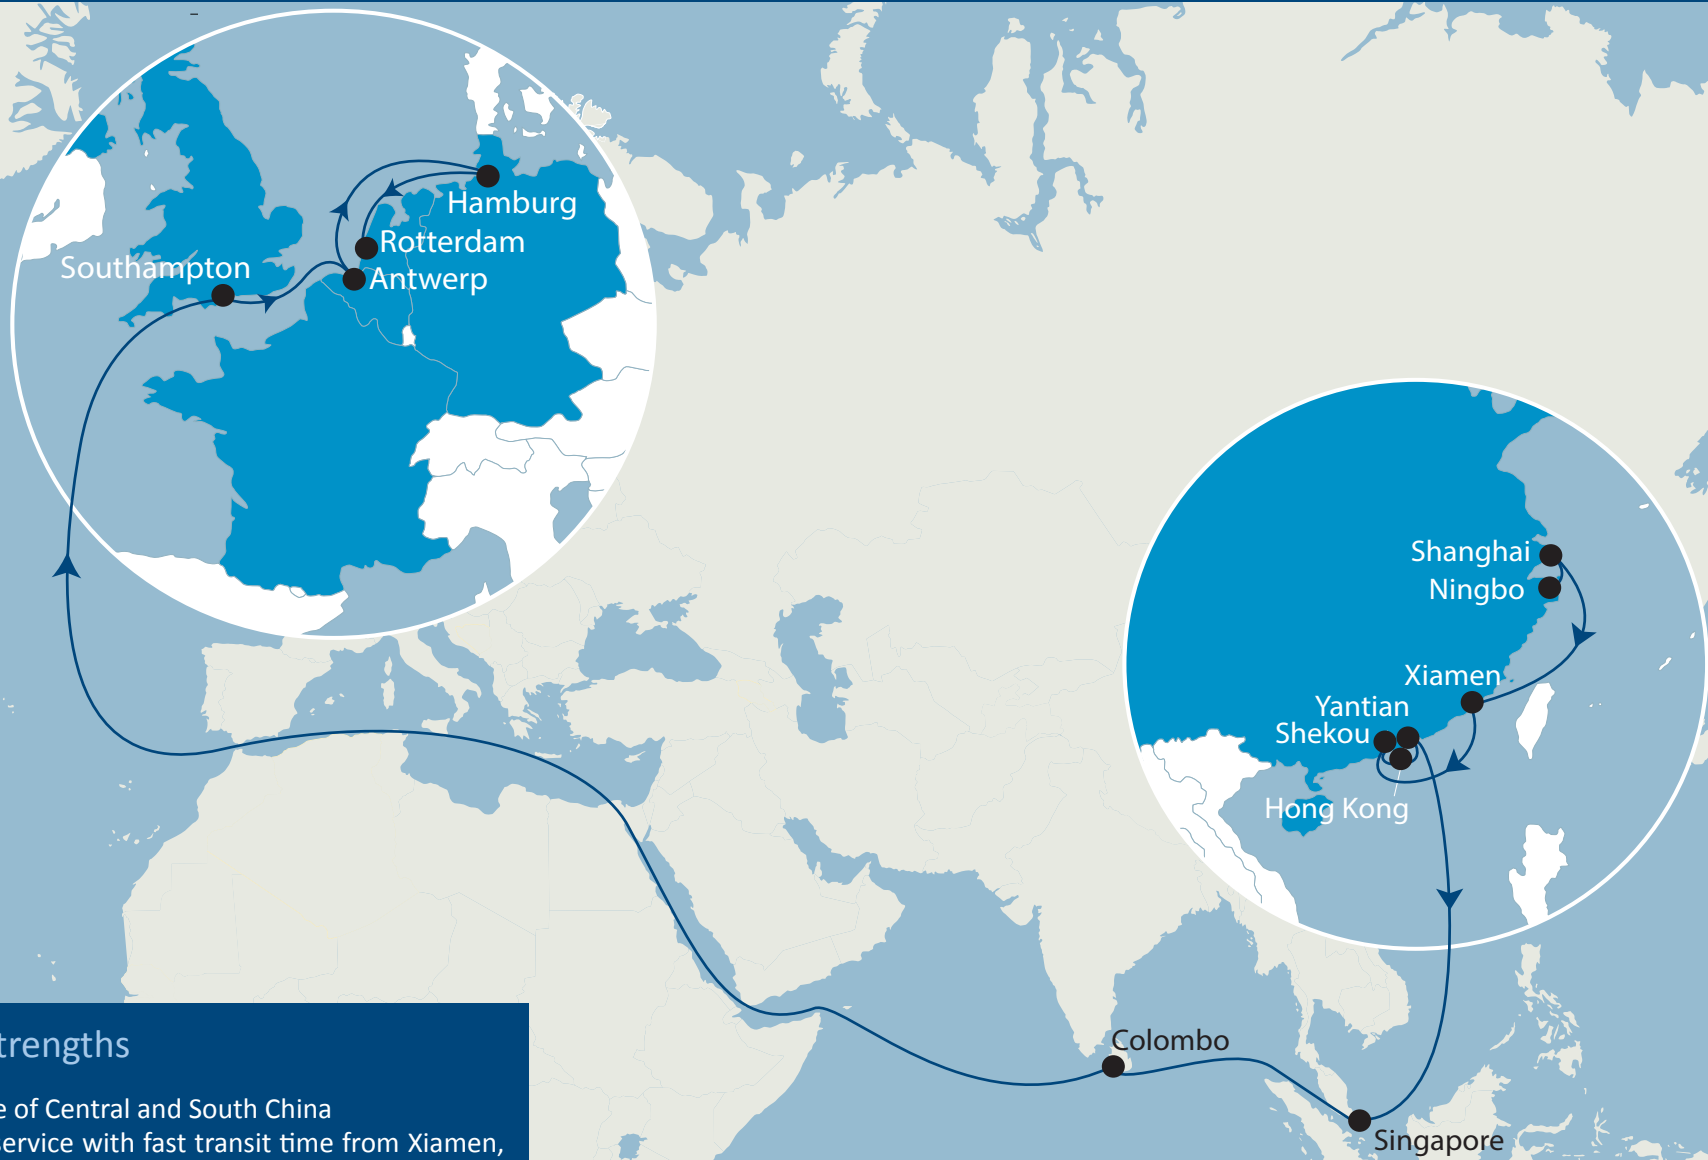 Hamburg
Rotterdam
Southampton
Antwerp
Shanghai
Ningbo
Xiamen
Yantian
Shekou
Hong Kong
Colombo
Singapore
trengths
e of Central and South China
service with fast transit time from Xiamen,